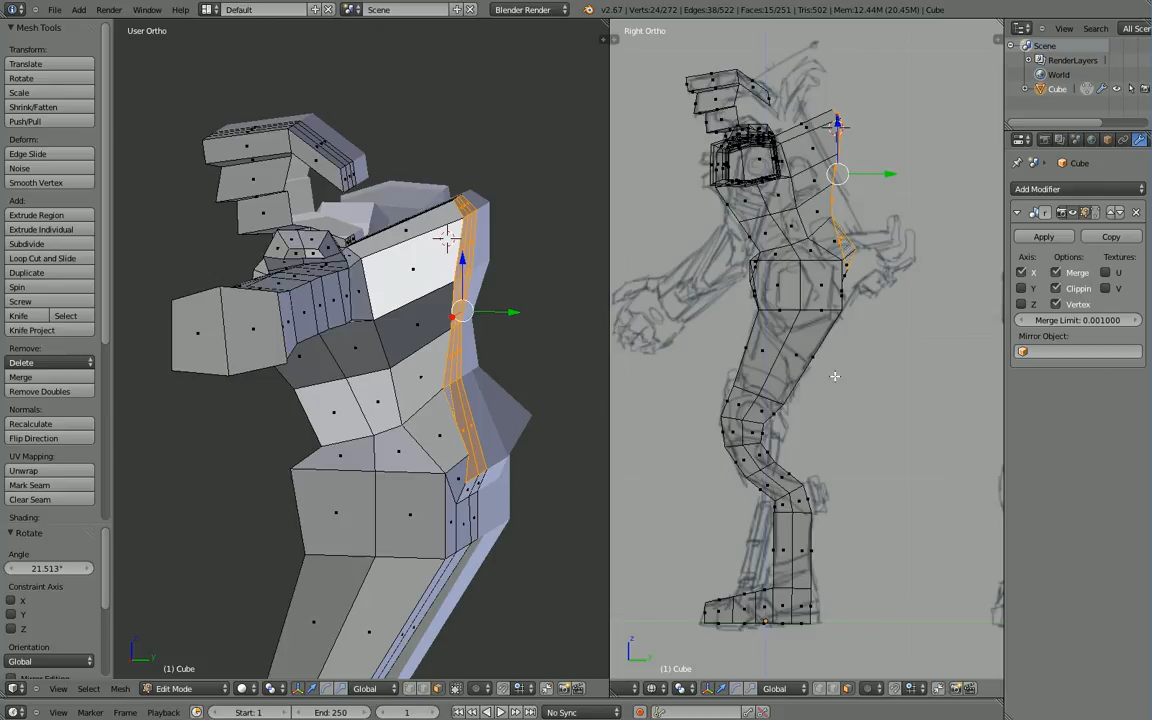 File Add Render Window Help Default Scene Blender Render v2.67 | Verts:24/272 | Edges:38/522 | Faces:15/251 | Tris:502 | Mem:12.44M (20.45M) | Cube
Mesh Tools
Transform:
Translate
Rotate
Scale
Shrink/Fatten
Push/Pull
Deform:
Edge Slide
Noise
Smooth Vertex
Add:
Extrude Region
Extrude Individual
Subdivide
Loop Cut and Slide
Duplicate
Spin
Screw
Knife Select
Knife Project
Remove:
Delete
Merge
Remove Doubles
Normals:
Recalculate
Flip Direction
UV Mapping:
Unwrap
Mark Seam
Clear Seam
Shading:
Rotate
Angle
21.513°
Constraint Axis
X
Y
Z
Orientation
Global
User Ortho
(1) Cube
View Select Mesh Edit Mode Global
Right Ortho
z
(1) Cube
Global
View Search All Scen
Scene
RenderLayers
World
Cube
Cube
Add Modifier
Apply Copy
Axis: Options: Textures:
X Merge U
Y Clippin V
Z Vertex
Merge Limit: 0.001000
Mirror Object:
View Marker Frame Playback Start: 1 End: 250 1 No Sync